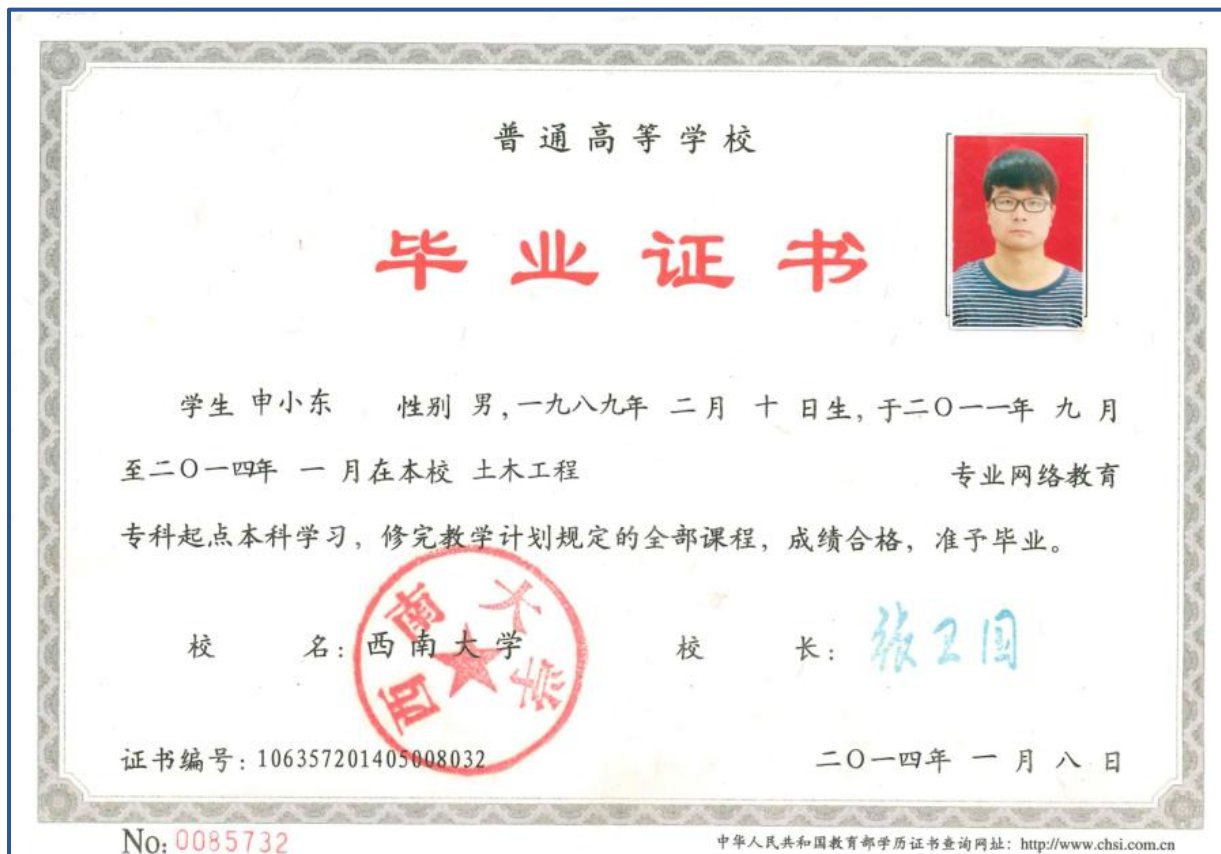 普通高等学校
毕业证书
学生 申小东 性别 男,一九八九年 二月 十 日生,于二〇一一年 九 月
至二〇一四年 一 月在本校 土木工程 专业网络教育
专科起点本科学习,修完教学计划规定的全部课程,成绩合格,准予毕业。
校 名:西南大学 校 长:张卫国
西南大学
证书编号:106357201405008032 二〇一四年 一 月 八 日
No: 0085732 中华人民共和国教育部学历证书查询网址:http://www.chsi.com.cn